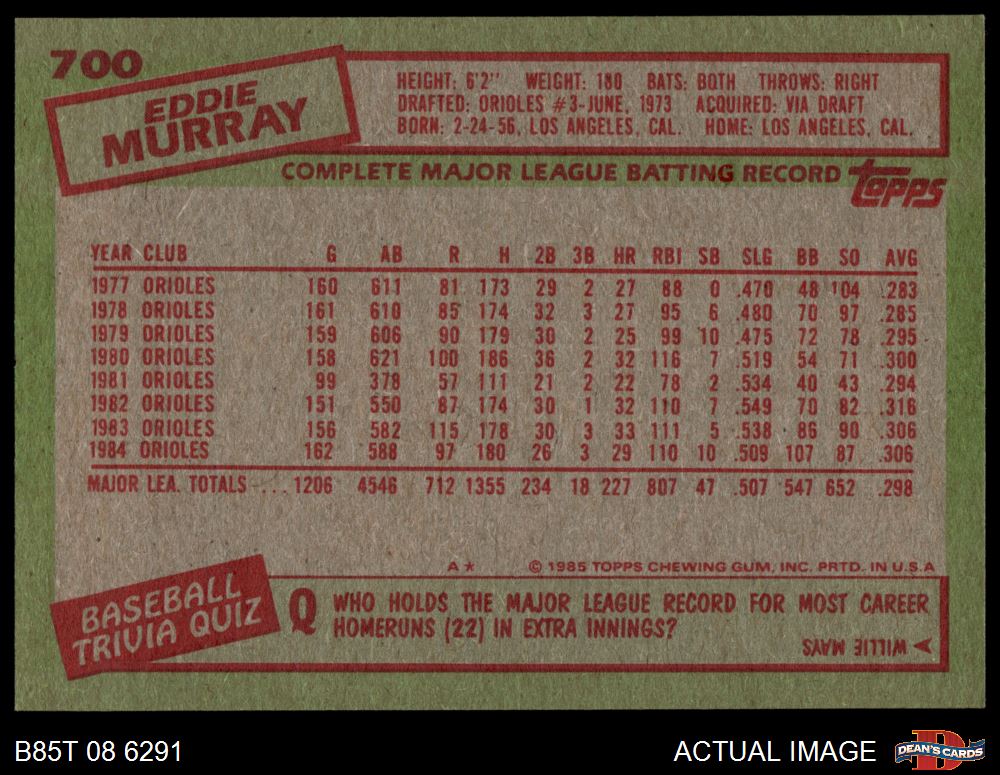 700
EDDIE
MURRAY
HEIGHT: 6'2" WEIGHT: 180 BATS: BOTH THROWS: RIGHT
DRAFTED: ORIOLES #3-JUNE, 1973 ACQUIRED: VIA DRAFT
BORN: 2-24-56, LOS ANGELES, CAL. HOME: LOS ANGELES, CAL.
COMPLETE MAJOR LEAGUE BATTING RECORD
topps
YEAR CLUB G AB R H 2B 3B HR RBI SB SLG BB SO AVG
1977 ORIOLES 160 611 81 173 29 2 27 88 0 .470 48 104 .283
1978 ORIOLES 161 610 85 174 32 3 27 95 6 .480 70 97 .285
1979 ORIOLES 159 606 90 179 30 2 25 99 10 .475 72 78 .295
1980 ORIOLES 158 621 100 186 36 2 32 116 7 .519 54 71 .300
1981 ORIOLES 99 378 57 111 21 2 22 78 2 .534 40 43 .294
1982 ORIOLES 151 550 87 174 30 1 32 110 7 .549 70 82 .316
1983 ORIOLES 156 582 115 178 30 3 33 111 5 .538 86 90 .306
1984 ORIOLES 162 588 97 180 26 3 29 110 10 .509 107 87 .306
MAJOR LEA. TOTALS .... 1206 4546 712 1355 234 18 227 807 47 .507 547 652 .298
A* © 1985 TOPPS CHEWING GUM, INC. PRTD. IN U.S.A
BASEBALL
TRIVIA QUIZ
Q WHO HOLDS THE MAJOR LEAGUE RECORD FOR MOST CAREER
HOMERUNS (22) IN EXTRA INNINGS?
WILLIE MAYS
B85T 08 6291
ACTUAL IMAGE
D
DEAN'S CARDS